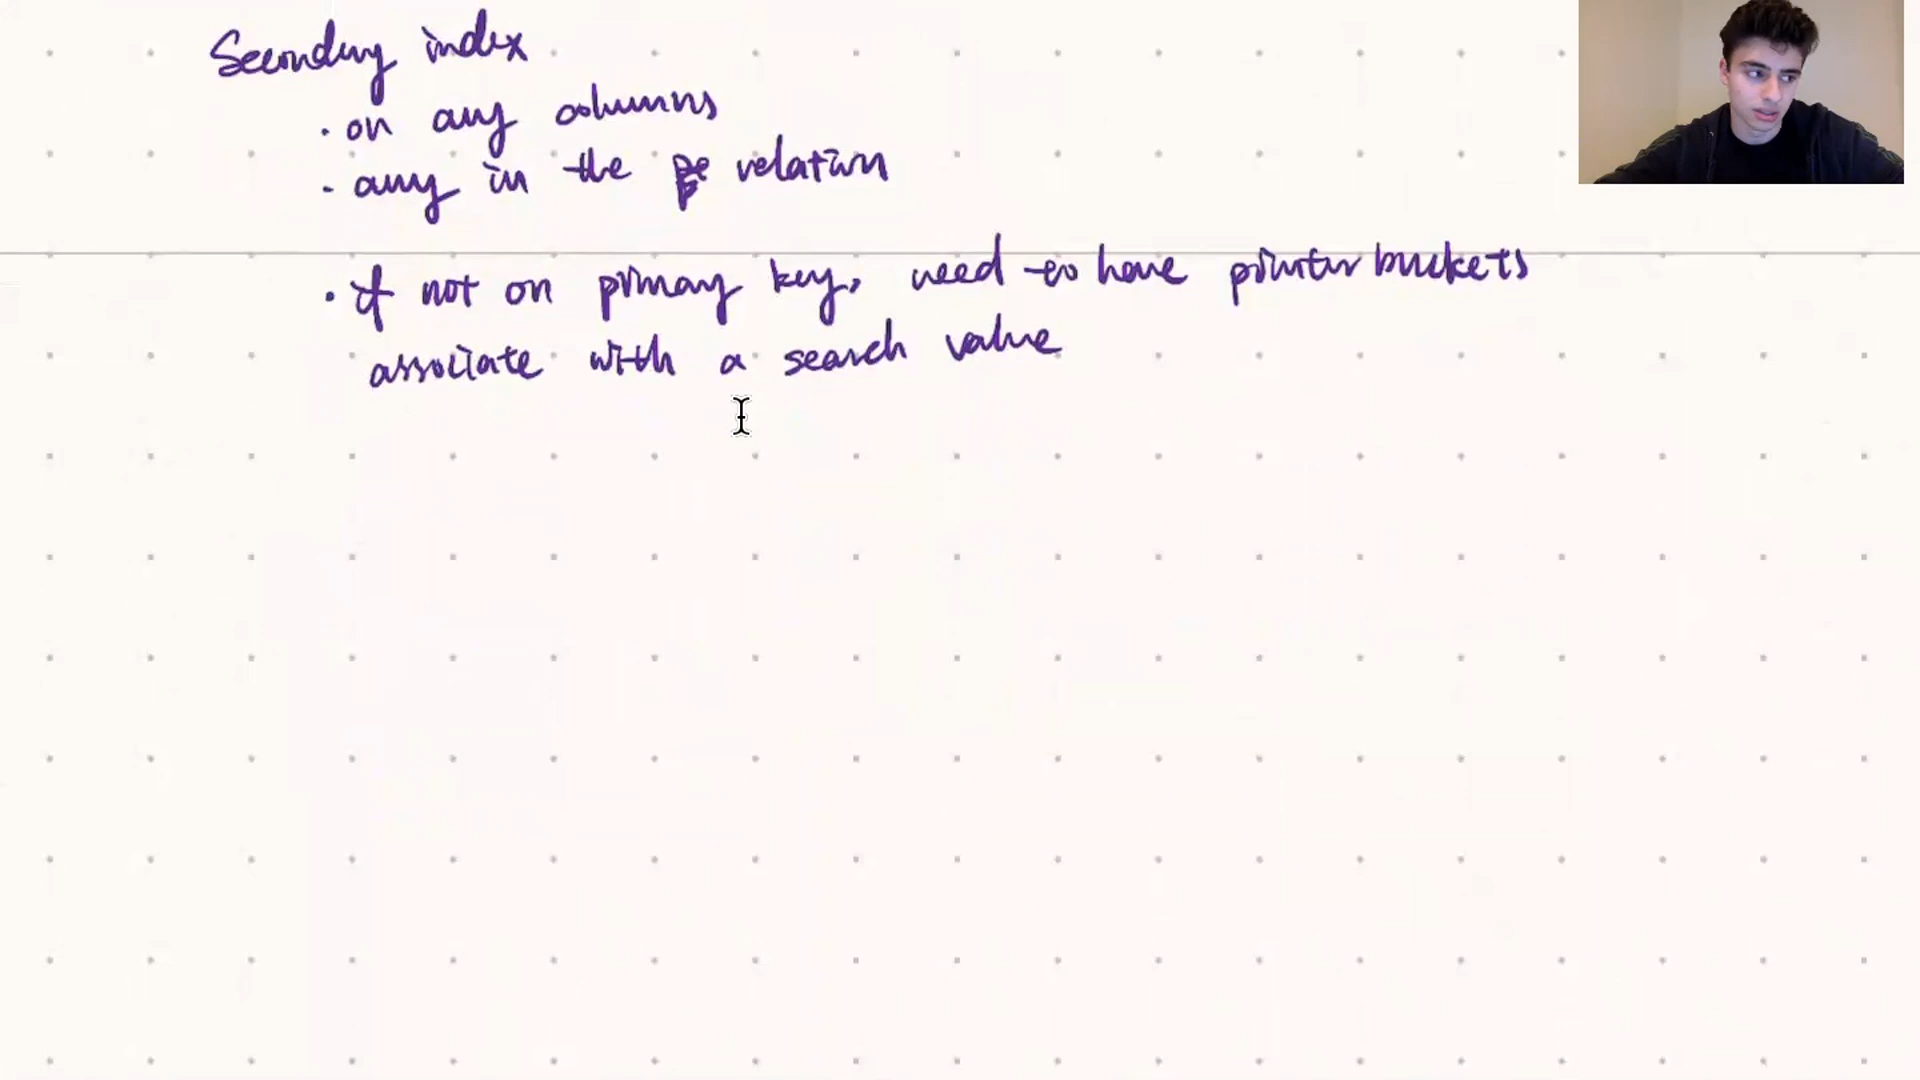 Secondary index
· on any columns
· any in the relation
· if not on primary key, need to have pointer buckets
associate with a search value